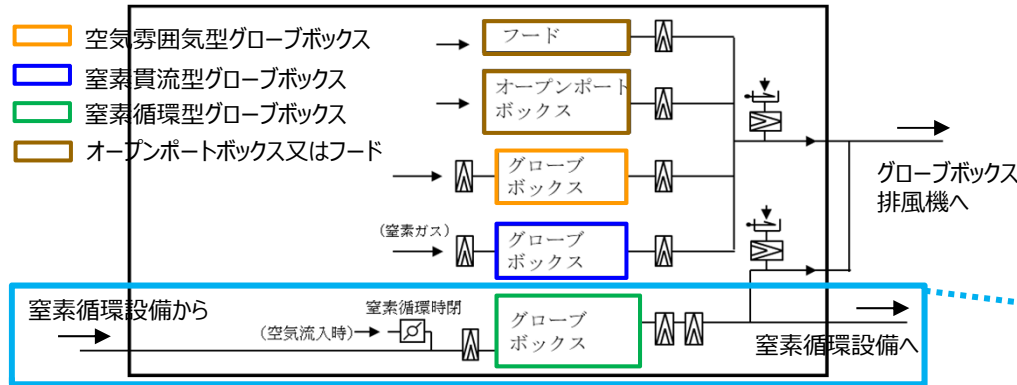 空気雰囲気型グローブボックス
窒素貫流型グローブボックス
窒素循環型グローブボックス
オープンポートボックス又はフード
フード
オープンポート
ボックス
グローブ
ボックス
(窒素ガス)
グローブ
ボックス
グローブボックス
排風機へ
窒素循環設備から
窒素循環時閉
(空気流入時)
グローブ
ボックス
窒素循環設備へ